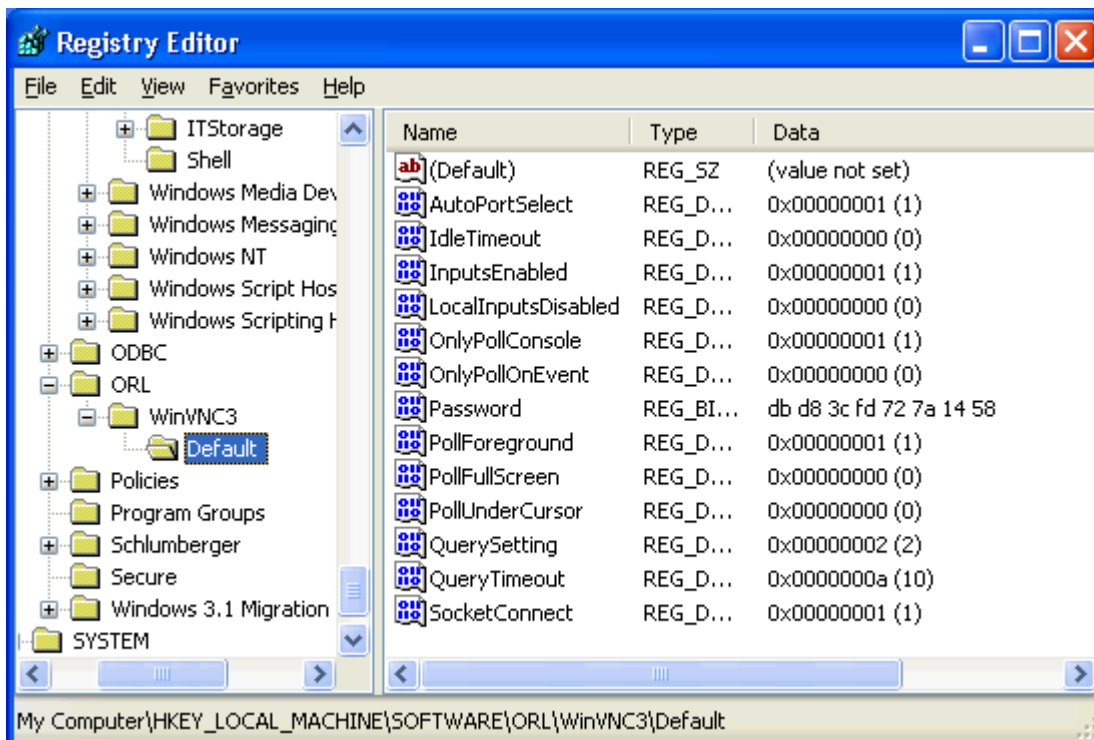 Registry Editor
File Edit View Favorites Help
ITStorage
Shell
Windows Media Dev
Windows Messaging
Windows NT
Windows Script Hos
Windows Scripting H
ODBC
ORL
WinVNC3
Default
Policies
Program Groups
Schlumberger
Secure
Windows 3.1 Migration
SYSTEM
Name Type Data
(Default) REG_SZ (value not set)
AutoPortSelect REG_D... 0x00000001 (1)
IdleTimeout REG_D... 0x00000000 (0)
InputsEnabled REG_D... 0x00000001 (1)
LocalInputsDisabled REG_D... 0x00000000 (0)
OnlyPollConsole REG_D... 0x00000001 (1)
OnlyPollOnEvent REG_D... 0x00000000 (0)
Password REG_BI... db d8 3c fd 72 7a 14 58
PollForeground REG_D... 0x00000001 (1)
PollFullScreen REG_D... 0x00000000 (0)
PollUnderCursor REG_D... 0x00000000 (0)
QuerySetting REG_D... 0x00000002 (2)
QueryTimeout REG_D... 0x0000000a (10)
SocketConnect REG_D... 0x00000001 (1)
My Computer\HKEY_LOCAL_MACHINE\SOFTWARE\ORL\WinVNC3\Default